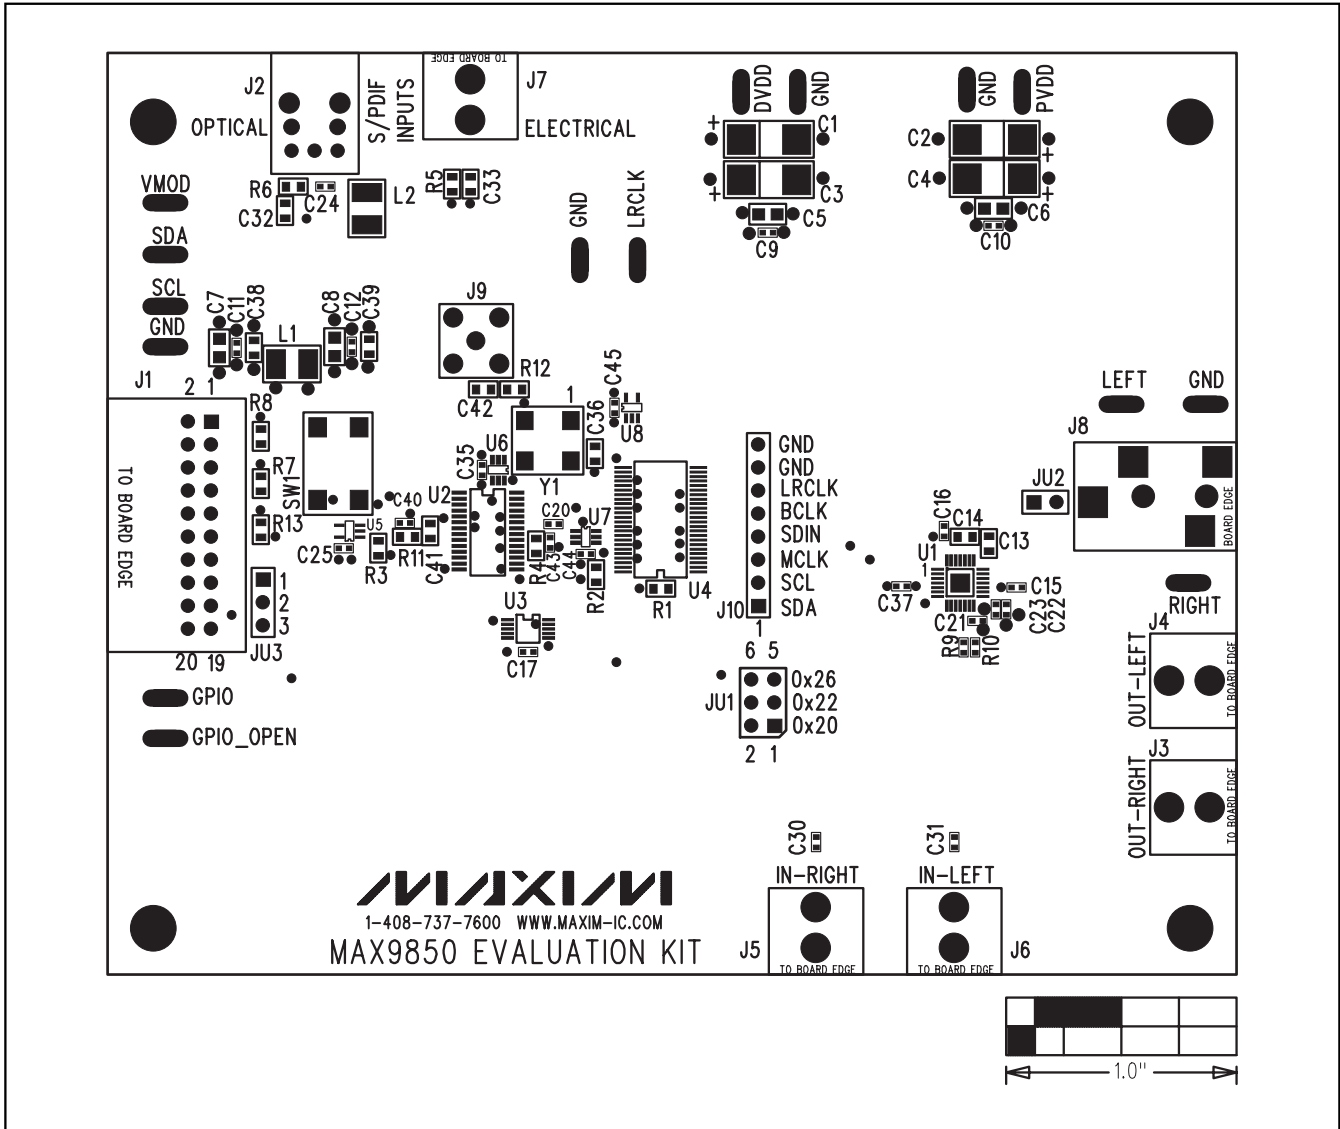 TO BOARD EDGE
J2
S/PDIF
INPUTS
J7
OPTICAL
ELECTRICAL
DVDD
GND
GND
PVDD
+
C1
C2
+
+
C3
C4
+
C5
C6
C9
C10
VMOD
R6
C24
C32
L2
R5
C33
SDA
GND
LRCLK
SCL
GND
C7
C11
C38
L1
C8
C12
C39
J9
J1
2 1
R12
C42
1
C36
C45
U8
LEFT
GND
J8
R8
R7
R13
SW1
TO BOARD EDGE
U6
C35
Y1
U2
C40
U5
C25
R3
R11
C41
C20
U7
R4
C43
C44
R2
U4
R1
GND
GND
LRCLK
BCLK
SDIN
MCLK
SCL
SDA
J10
1
JU2
BOARD EDGE
C16
C14
C13
U1
1
C37
C15
C21
C23
C22
R9
R10
RIGHT
1
2
3
JU3
20 19
U3
C17
6 5
JU1
0x26
0x22
0x20
2 1
J4
OUT-LEFT
TO BOARD EDGE
J3
OUT-RIGHT
TO BOARD EDGE
GPIO
GPIO_OPEN
C30
C31
IN-RIGHT
IN-LEFT
MAXIM
1-408-737-7600 WWW.MAXIM-IC.COM
MAX9850 EVALUATION KIT
J5
TO BOARD EDGE
TO BOARD EDGE
J6
1.0"